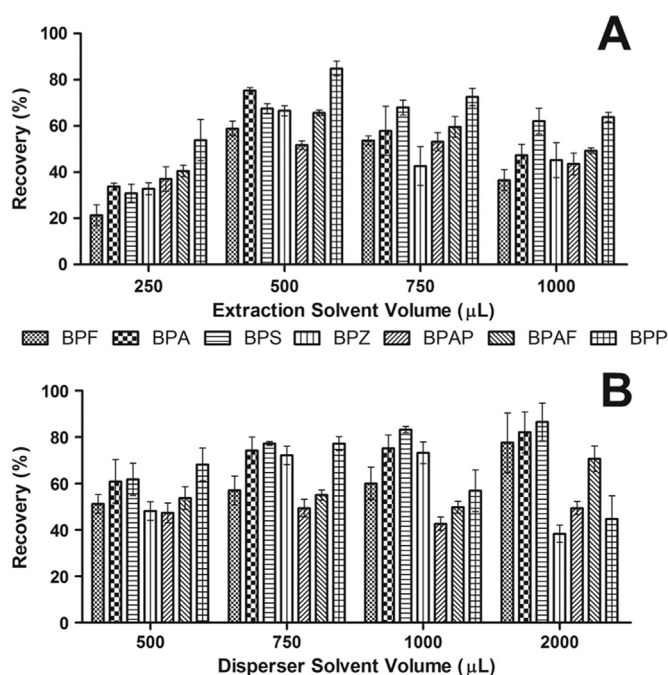 A
Recovery (%)
100
80
60
40
20
0
250 500 750 1000
Extraction Solvent Volume (μL)
BPF BPA BPS BPZ BPAP BPAF BPP
B
Recovery (%)
100
80
60
40
20
0
500 750 1000 2000
Disperser Solvent Volume (μL)